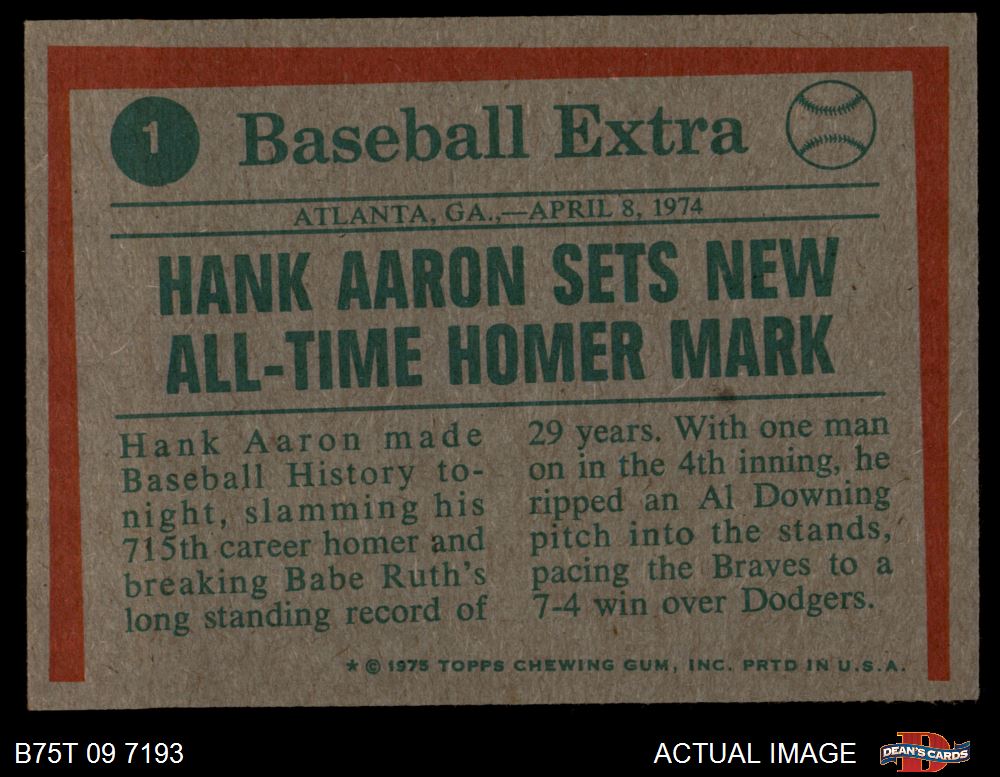 1
Baseball Extra
ATLANTA, GA.,—APRIL 8, 1974
HANK AARON SETS NEW
ALL-TIME HOMER MARK
Hank Aaron made
Baseball History to-
night, slamming his
715th career homer and
breaking Babe Ruth's
long standing record of
29 years. With one man
on in the 4th inning, he
ripped an Al Downing
pitch into the stands,
pacing the Braves to a
7-4 win over Dodgers.
* © 1975 TOPPS CHEWING GUM, INC. PRTD IN U.S.A.
B75T 09 7193
ACTUAL IMAGE
D
DEAN'S CARDS